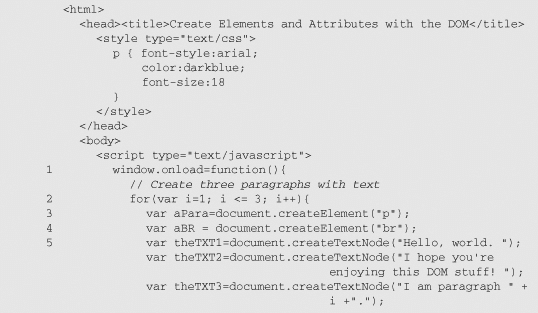 <html>
<head><title>Create Elements and Attributes with the DOM</title>
<style type="text/css">
p { font-style:arial;
color:darkblue;
font-size:18
}
</style>
</head>
<body>
<script type="text/javascript">
1 window.onload=function(){
// Create three paragraphs with text
2 for(var i=1; i <= 3; i++){
3 var aPara=document.createElement("p");
4 var aBR = document.createElement("br");
5 var theTXT1=document.createTextNode("Hello, world. ");
var theTXT2=document.createTextNode("I hope you're
enjoying this DOM stuff! ");
var theTXT3=document.createTextNode("I am paragraph " +
i +".");